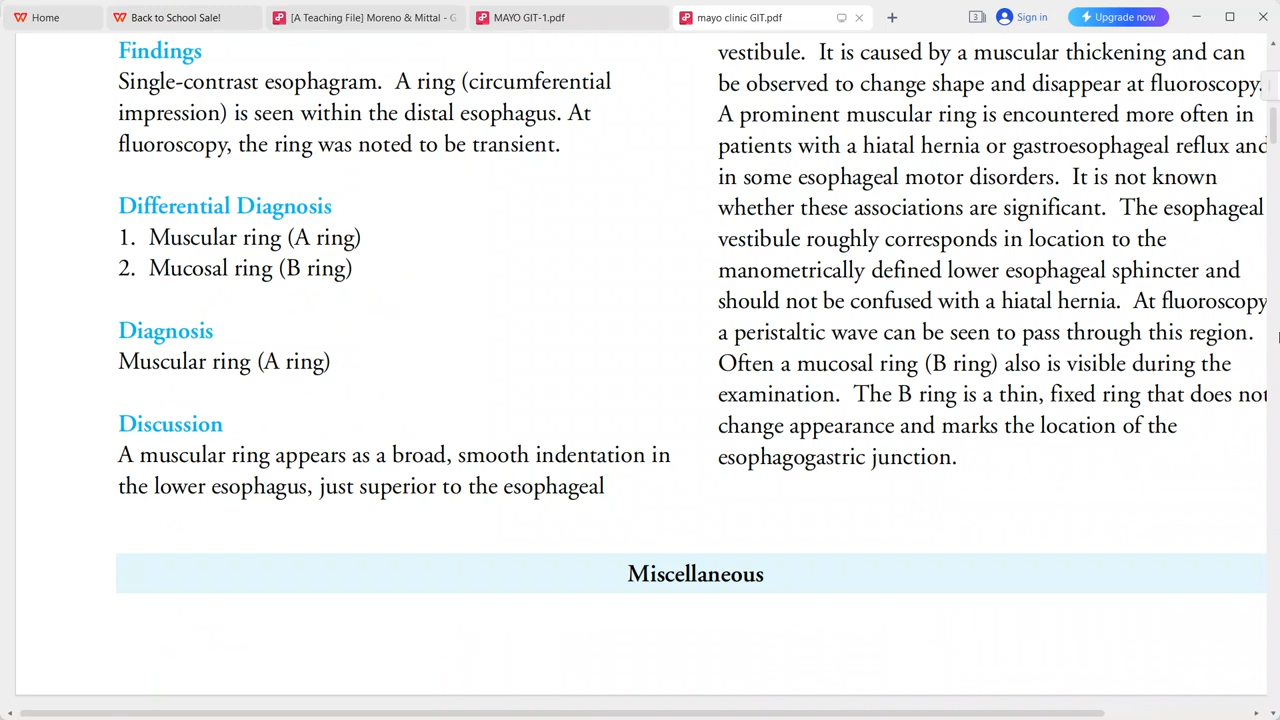 Home
Back to School Sale!
[A Teaching File] Moreno & Mittal - G
MAYO GIT-1.pdf
mayo clinic GIT.pdf
3
Sign in
Upgrade now
Findings
Single-contrast esophagram. A ring (circumferential
impression) is seen within the distal esophagus. At
fluoroscopy, the ring was noted to be transient.
Differential Diagnosis
1. Muscular ring (A ring)
2. Mucosal ring (B ring)
Diagnosis
Muscular ring (A ring)
Discussion
A muscular ring appears as a broad, smooth indentation in
the lower esophagus, just superior to the esophageal
vestibule. It is caused by a muscular thickening and can
be observed to change shape and disappear at fluoroscopy.
A prominent muscular ring is encountered more often in
patients with a hiatal hernia or gastroesophageal reflux and
in some esophageal motor disorders. It is not known
whether these associations are significant. The esophageal
vestibule roughly corresponds in location to the
manometrically defined lower esophageal sphincter and
should not be confused with a hiatal hernia. At fluoroscopy
a peristaltic wave can be seen to pass through this region.
Often a mucosal ring (B ring) also is visible during the
examination. The B ring is a thin, fixed ring that does not
change appearance and marks the location of the
esophagogastric junction.
Miscellaneous